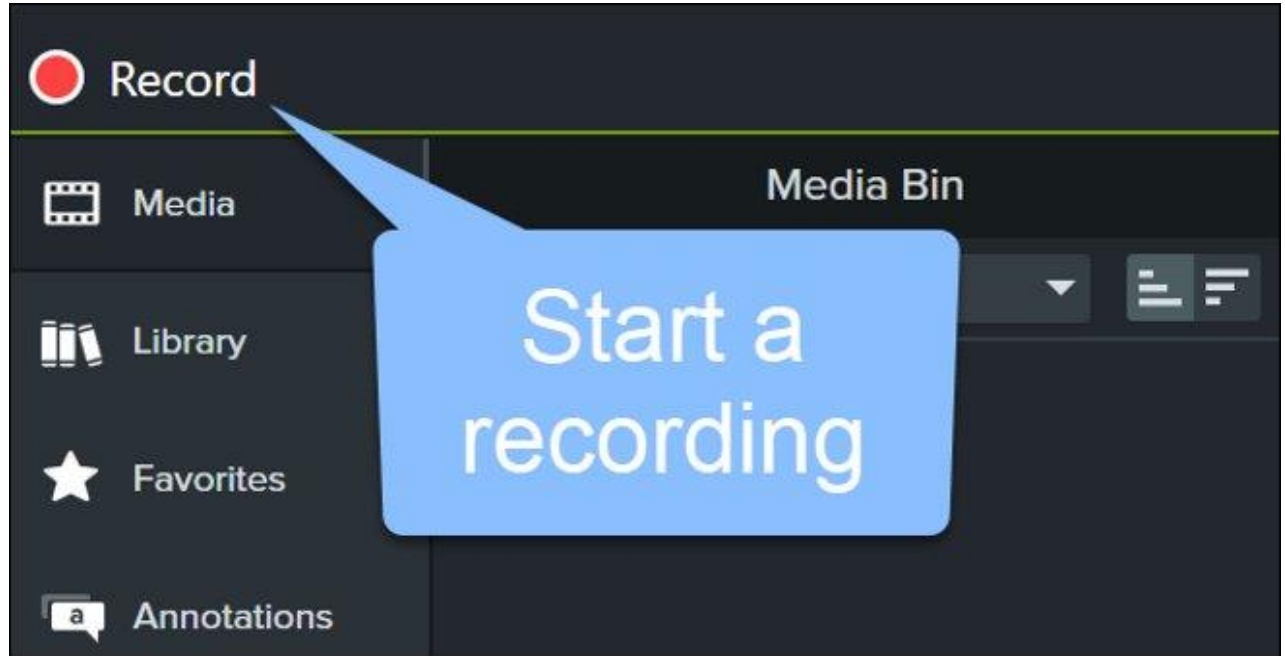 Record
Media
Media Bin
Start a
recording
Library
Favorites
a
Annotations